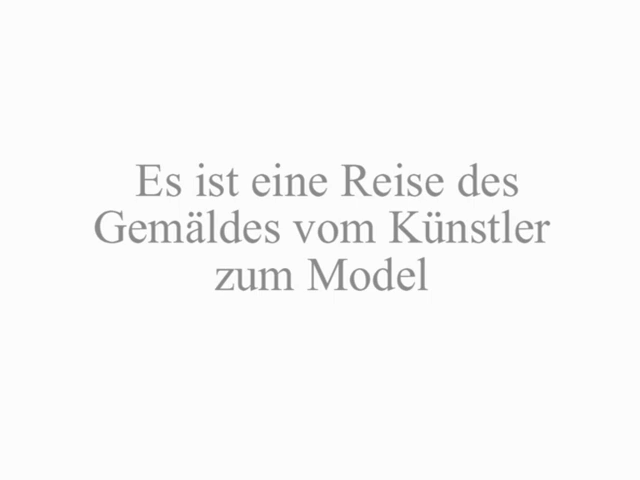 Es ist eine Reise des
Gemäldes vom Künstler
zum Model